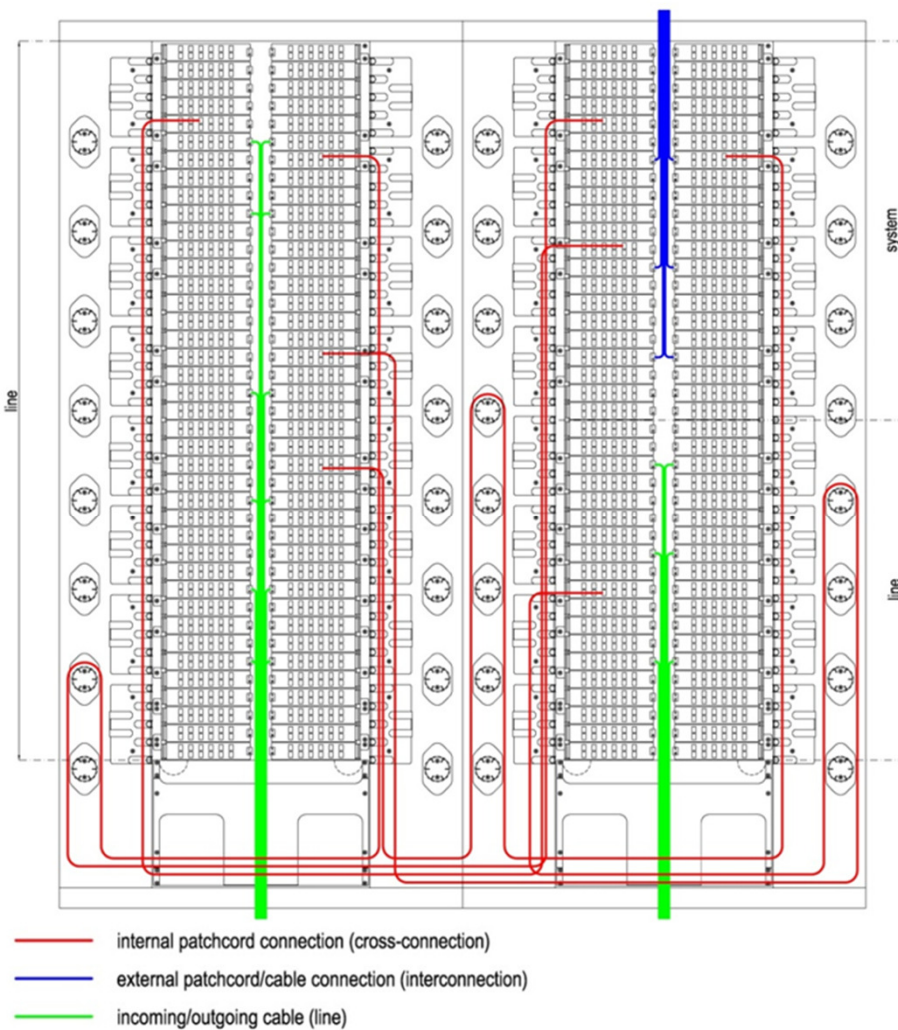 line
system
line
internal patchcord connection (cross-connection)
external patchcord/cable connection (interconnection)
incoming/outgoing cable (line)